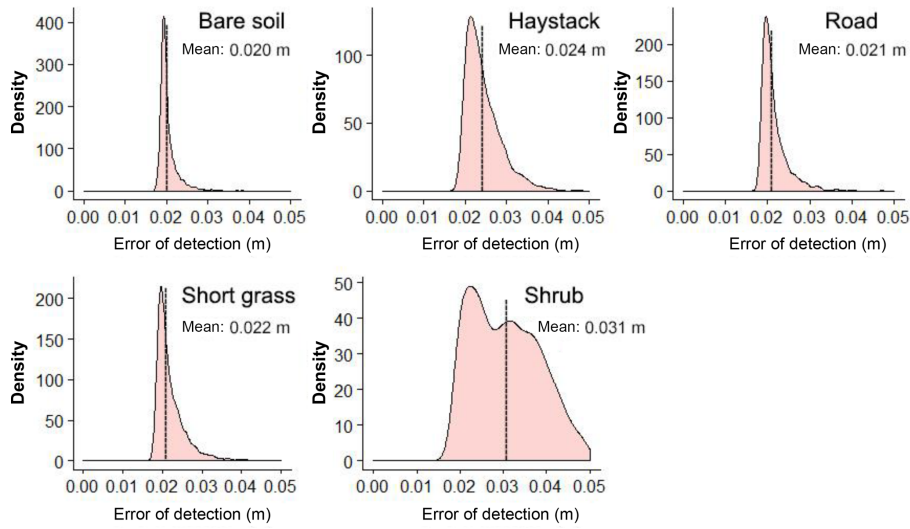 Bare soil
Mean: 0.020 m
Density
400
300
200
100
0
0.00 0.01 0.02 0.03 0.04 0.05
Error of detection (m)
Haystack
Mean: 0.024 m
Density
100
50
0
0.00 0.01 0.02 0.03 0.04 0.05
Error of detection (m)
Road
Mean: 0.021 m
Density
200
150
100
50
0
0.00 0.01 0.02 0.03 0.04 0.05
Error of detection (m)
Short grass
Mean: 0.022 m
Density
200
150
100
50
0
0.00 0.01 0.02 0.03 0.04 0.05
Error of detection (m)
Shrub
Mean: 0.031 m
Density
50
40
30
20
10
0
0.00 0.01 0.02 0.03 0.04 0.05
Error of detection (m)